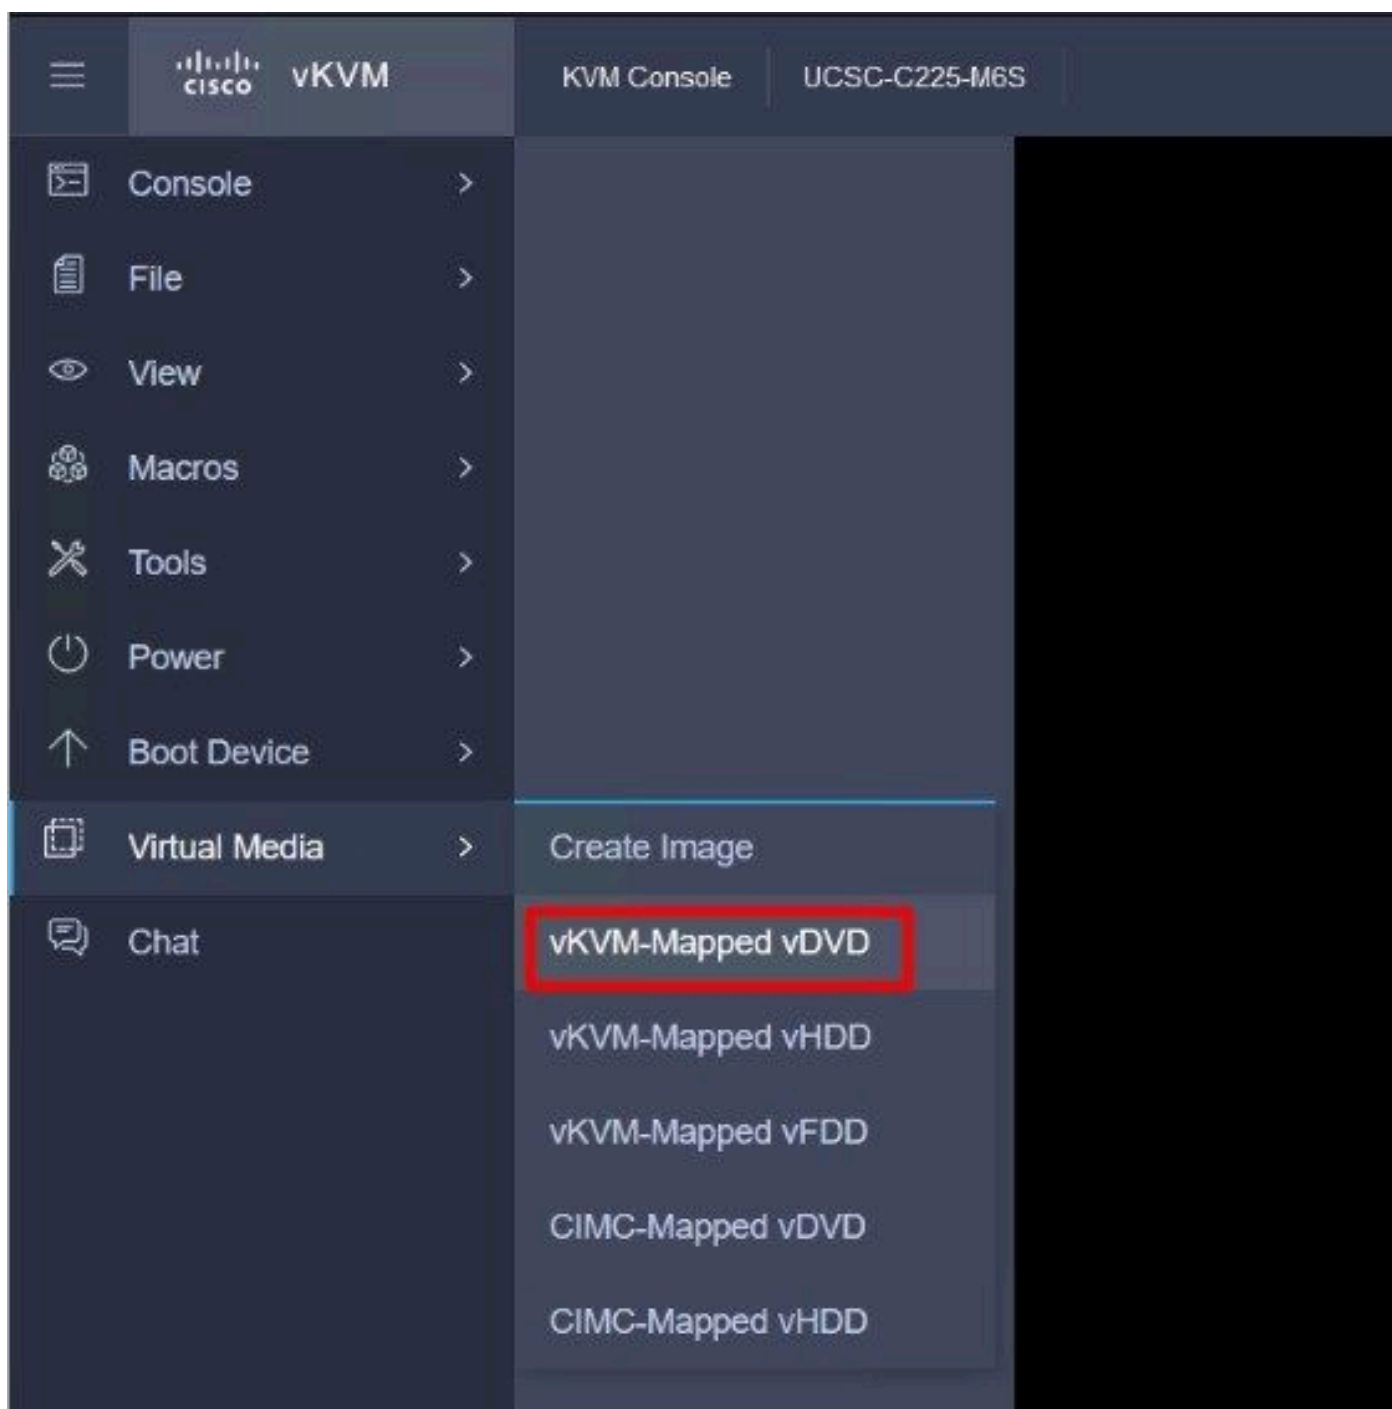 cisco vKVM KVM Console UCSC-C225-M6S
Console
File
View
Macros
Tools
Power
Boot Device
Virtual Media
Create Image
Chat
vKVM-Mapped vDVD
vKVM-Mapped vHDD
vKVM-Mapped vFDD
CIMC-Mapped vDVD
CIMC-Mapped vHDD